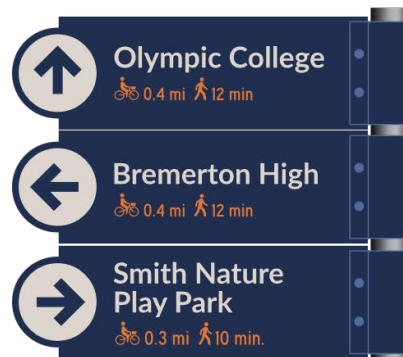 Olympic College
0.4 mi 12 min
Bremerton High
0.4 mi 12 min
Smith Nature
Play Park
0.3 mi 10 min.